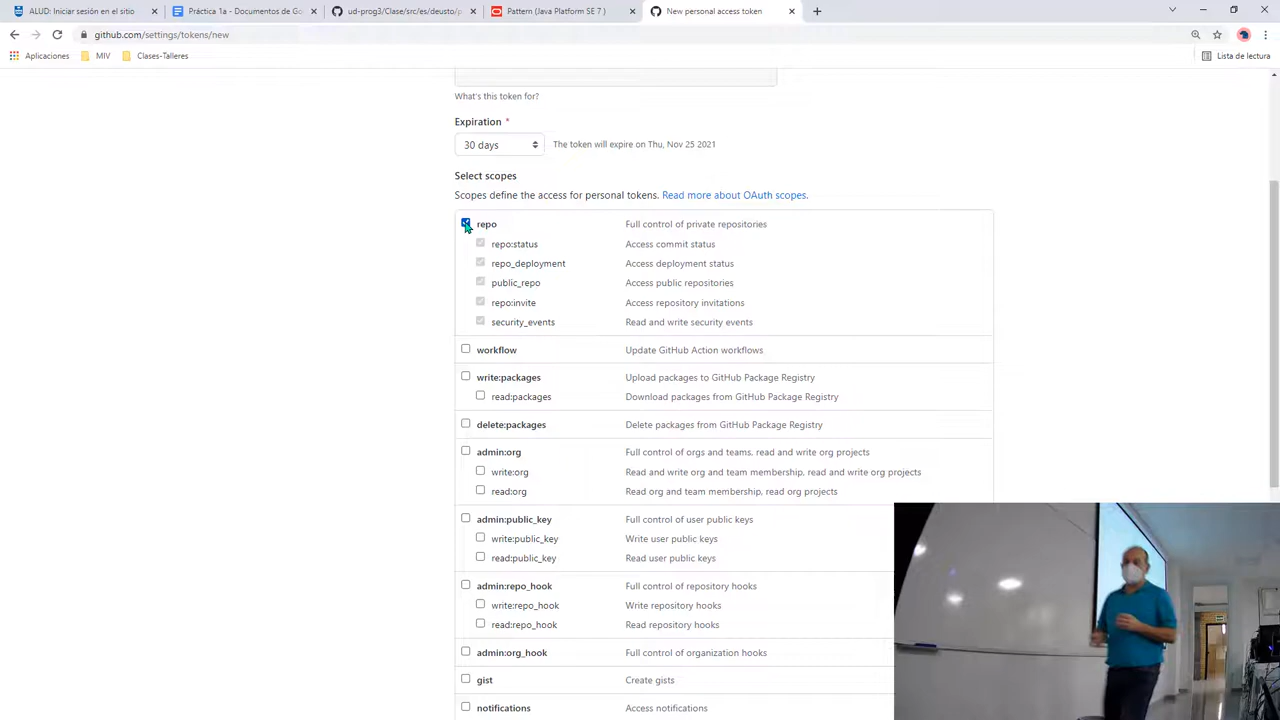 ALUD: Iniciar sesión en el sitio
Práctica 1a - Documentos de Go
ud-prog3/Clase/src/es/deusto/p
Pattern (Java Platform SE 7 )
New personal access token
github.com/settings/tokens/new
Aplicaciones
MIV
Clases-Talleres
Lista de lectura
What's this token for?
Expiration *
30 days
The token will expire on Thu, Nov 25 2021
Select scopes
Scopes define the access for personal tokens. Read more about OAuth scopes.
repo Full control of private repositories
repo:status Access commit status
repo_deployment Access deployment status
public_repo Access public repositories
repo:invite Access repository invitations
security_events Read and write security events
workflow Update GitHub Action workflows
write:packages Upload packages to GitHub Package Registry
read:packages Download packages from GitHub Package Registry
delete:packages Delete packages from GitHub Package Registry
admin:org Full control of orgs and teams, read and write org projects
write:org Read and write org and team membership, read and write org projects
read:org Read org and team membership, read org projects
admin:public_key Full control of user public keys
write:public_key Write user public keys
read:public_key Read user public keys
admin:repo_hook Full control of repository hooks
write:repo_hook Write repository hooks
read:repo_hook Read repository hooks
admin:org_hook Full control of organization hooks
gist Create gists
notifications Access notifications